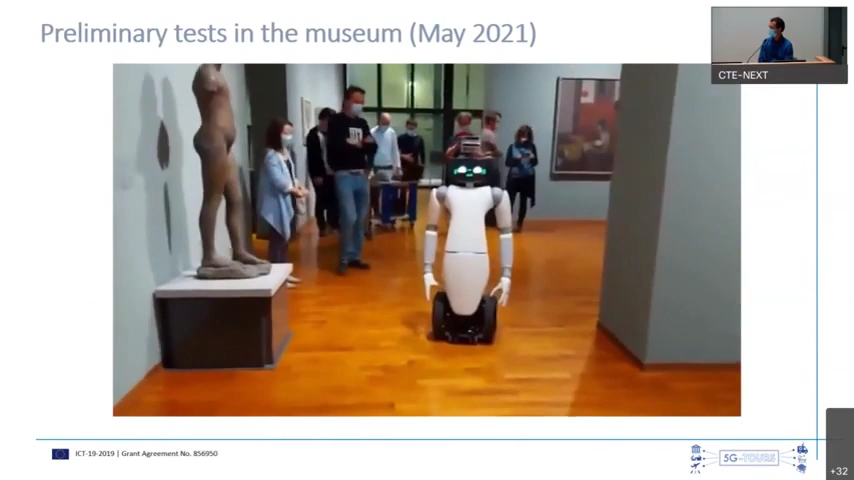 Preliminary tests in the museum (May 2021)
CTE-NEXT
ICT-19-2019 | Grant Agreement No. 856950
5G-TOURS
+32